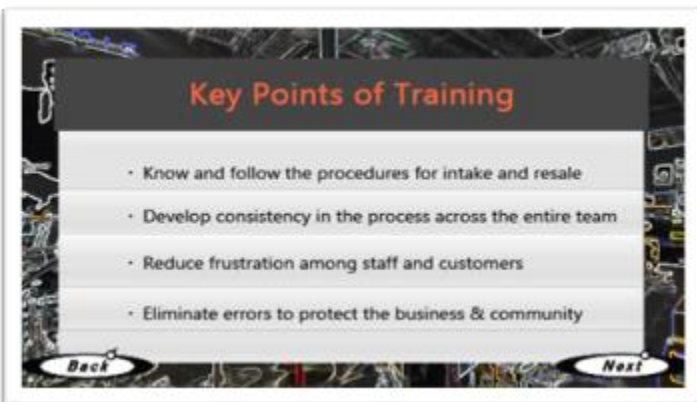 Key Points of Training
· Know and follow the procedures for intake and resale
· Develop consistency in the process across the entire team
· Reduce frustration among staff and customers
· Eliminate errors to protect the business & community
Back
Next